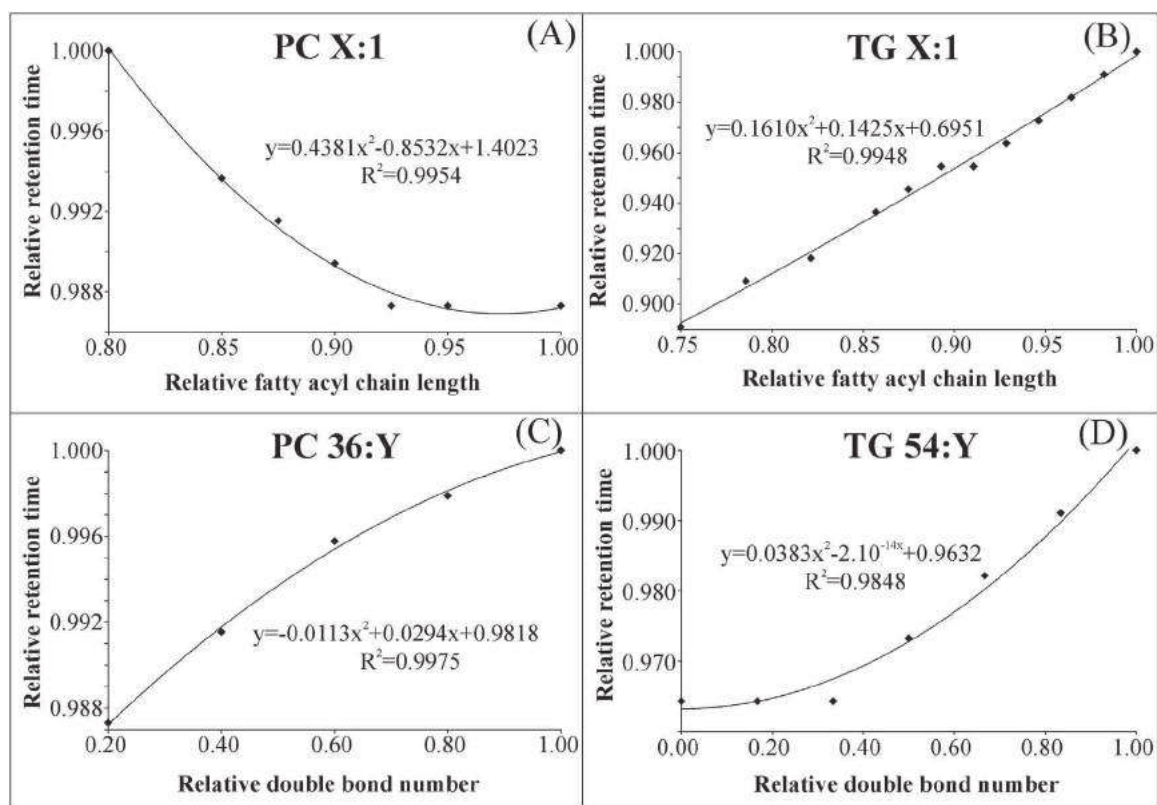 PC X:1
(A)
Relative retention time
1.000
0.996
0.992
0.988
y=0.4381x²-0.8532x+1.4023
R²=0.9954
0.80 0.85 0.90 0.95 1.00
Relative fatty acyl chain length
TG X:1
(B)
Relative retention time
1.000
0.980
0.960
0.940
0.920
0.900
y=0.1610x²+0.1425x+0.6951
R²=0.9948
0.75 0.80 0.85 0.90 0.95 1.00
Relative fatty acyl chain length
PC 36:Y
(C)
Relative retention time
1.000
0.996
0.992
0.988
y=-0.0113x²+0.0294x+0.9818
R²=0.9975
0.20 0.40 0.60 0.80 1.00
Relative double bond number
TG 54:Y
(D)
Relative retention time
1.000
0.990
0.980
0.970
y=0.0383x²-2.10⁻¹⁴ˣ+0.9632
R²=0.9848
0.00 0.20 0.40 0.60 0.80 1.00
Relative double bond number